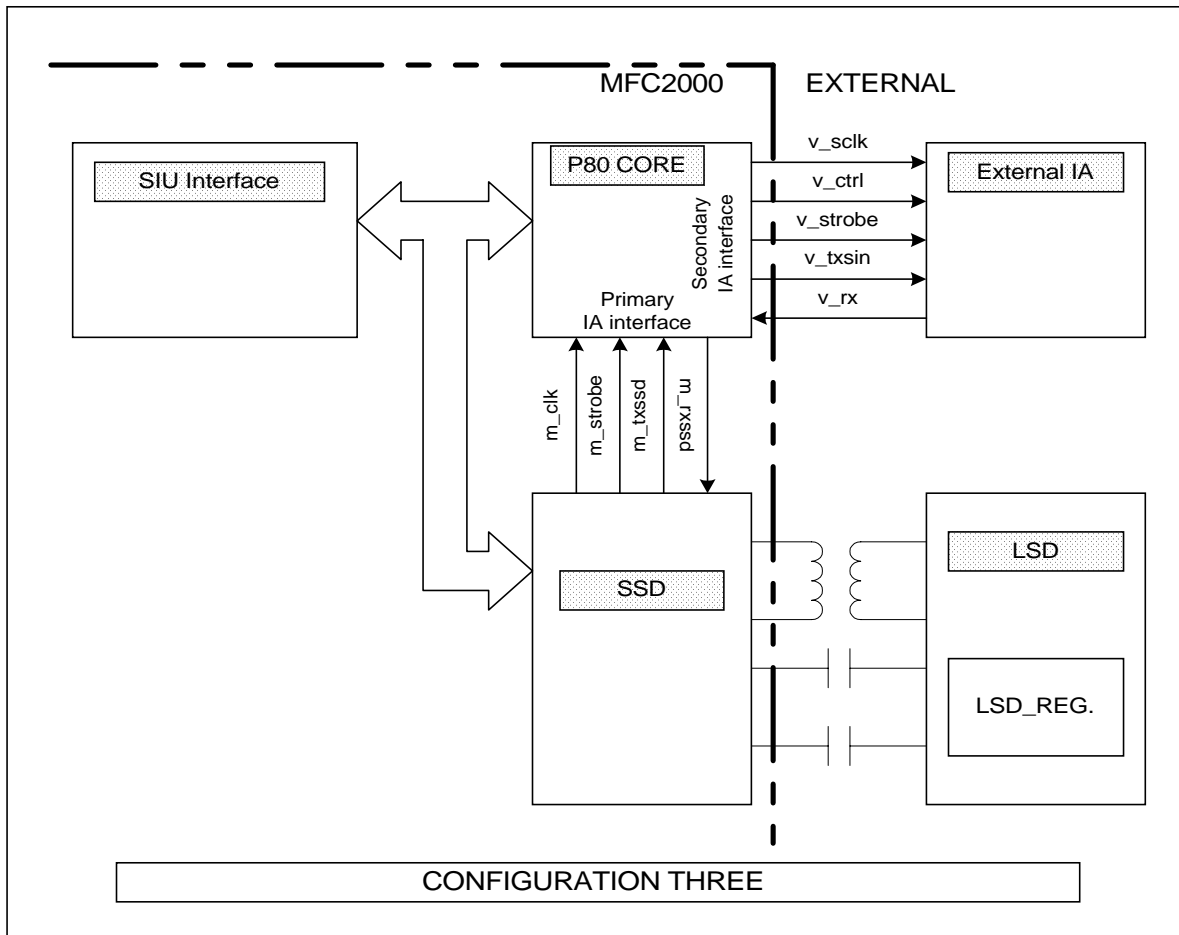 MFC2000
EXTERNAL
SIU Interface
P80 CORE
Secondary
IA interface
Primary
IA interface
v_sclk
v_ctrl
v_strobe
v_txsin
v_rx
External IA
m_clk
m_strobe
m_txssd
m_rxssd
SSD
LSD
LSD_REG.
CONFIGURATION THREE